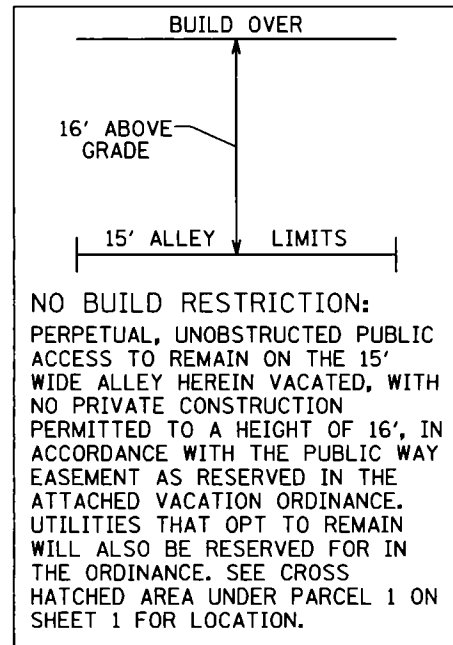 BUILD OVER
16' ABOVE
GRADE
15' ALLEY LIMITS
NO BUILD RESTRICTION:
PERPETUAL, UNOBSTRUCTED PUBLIC
ACCESS TO REMAIN ON THE 15'
WIDE ALLEY HEREIN VACATED, WITH
NO PRIVATE CONSTRUCTION
PERMITTED TO A HEIGHT OF 16', IN
ACCORDANCE WITH THE PUBLIC WAY
EASEMENT AS RESERVED IN THE
ATTACHED VACATION ORDINANCE.
UTILITIES THAT OPT TO REMAIN
WILL ALSO BE RESERVED FOR IN
THE ORDINANCE. SEE CROSS
HATCHED AREA UNDER PARCEL 1 ON
SHEET 1 FOR LOCATION.